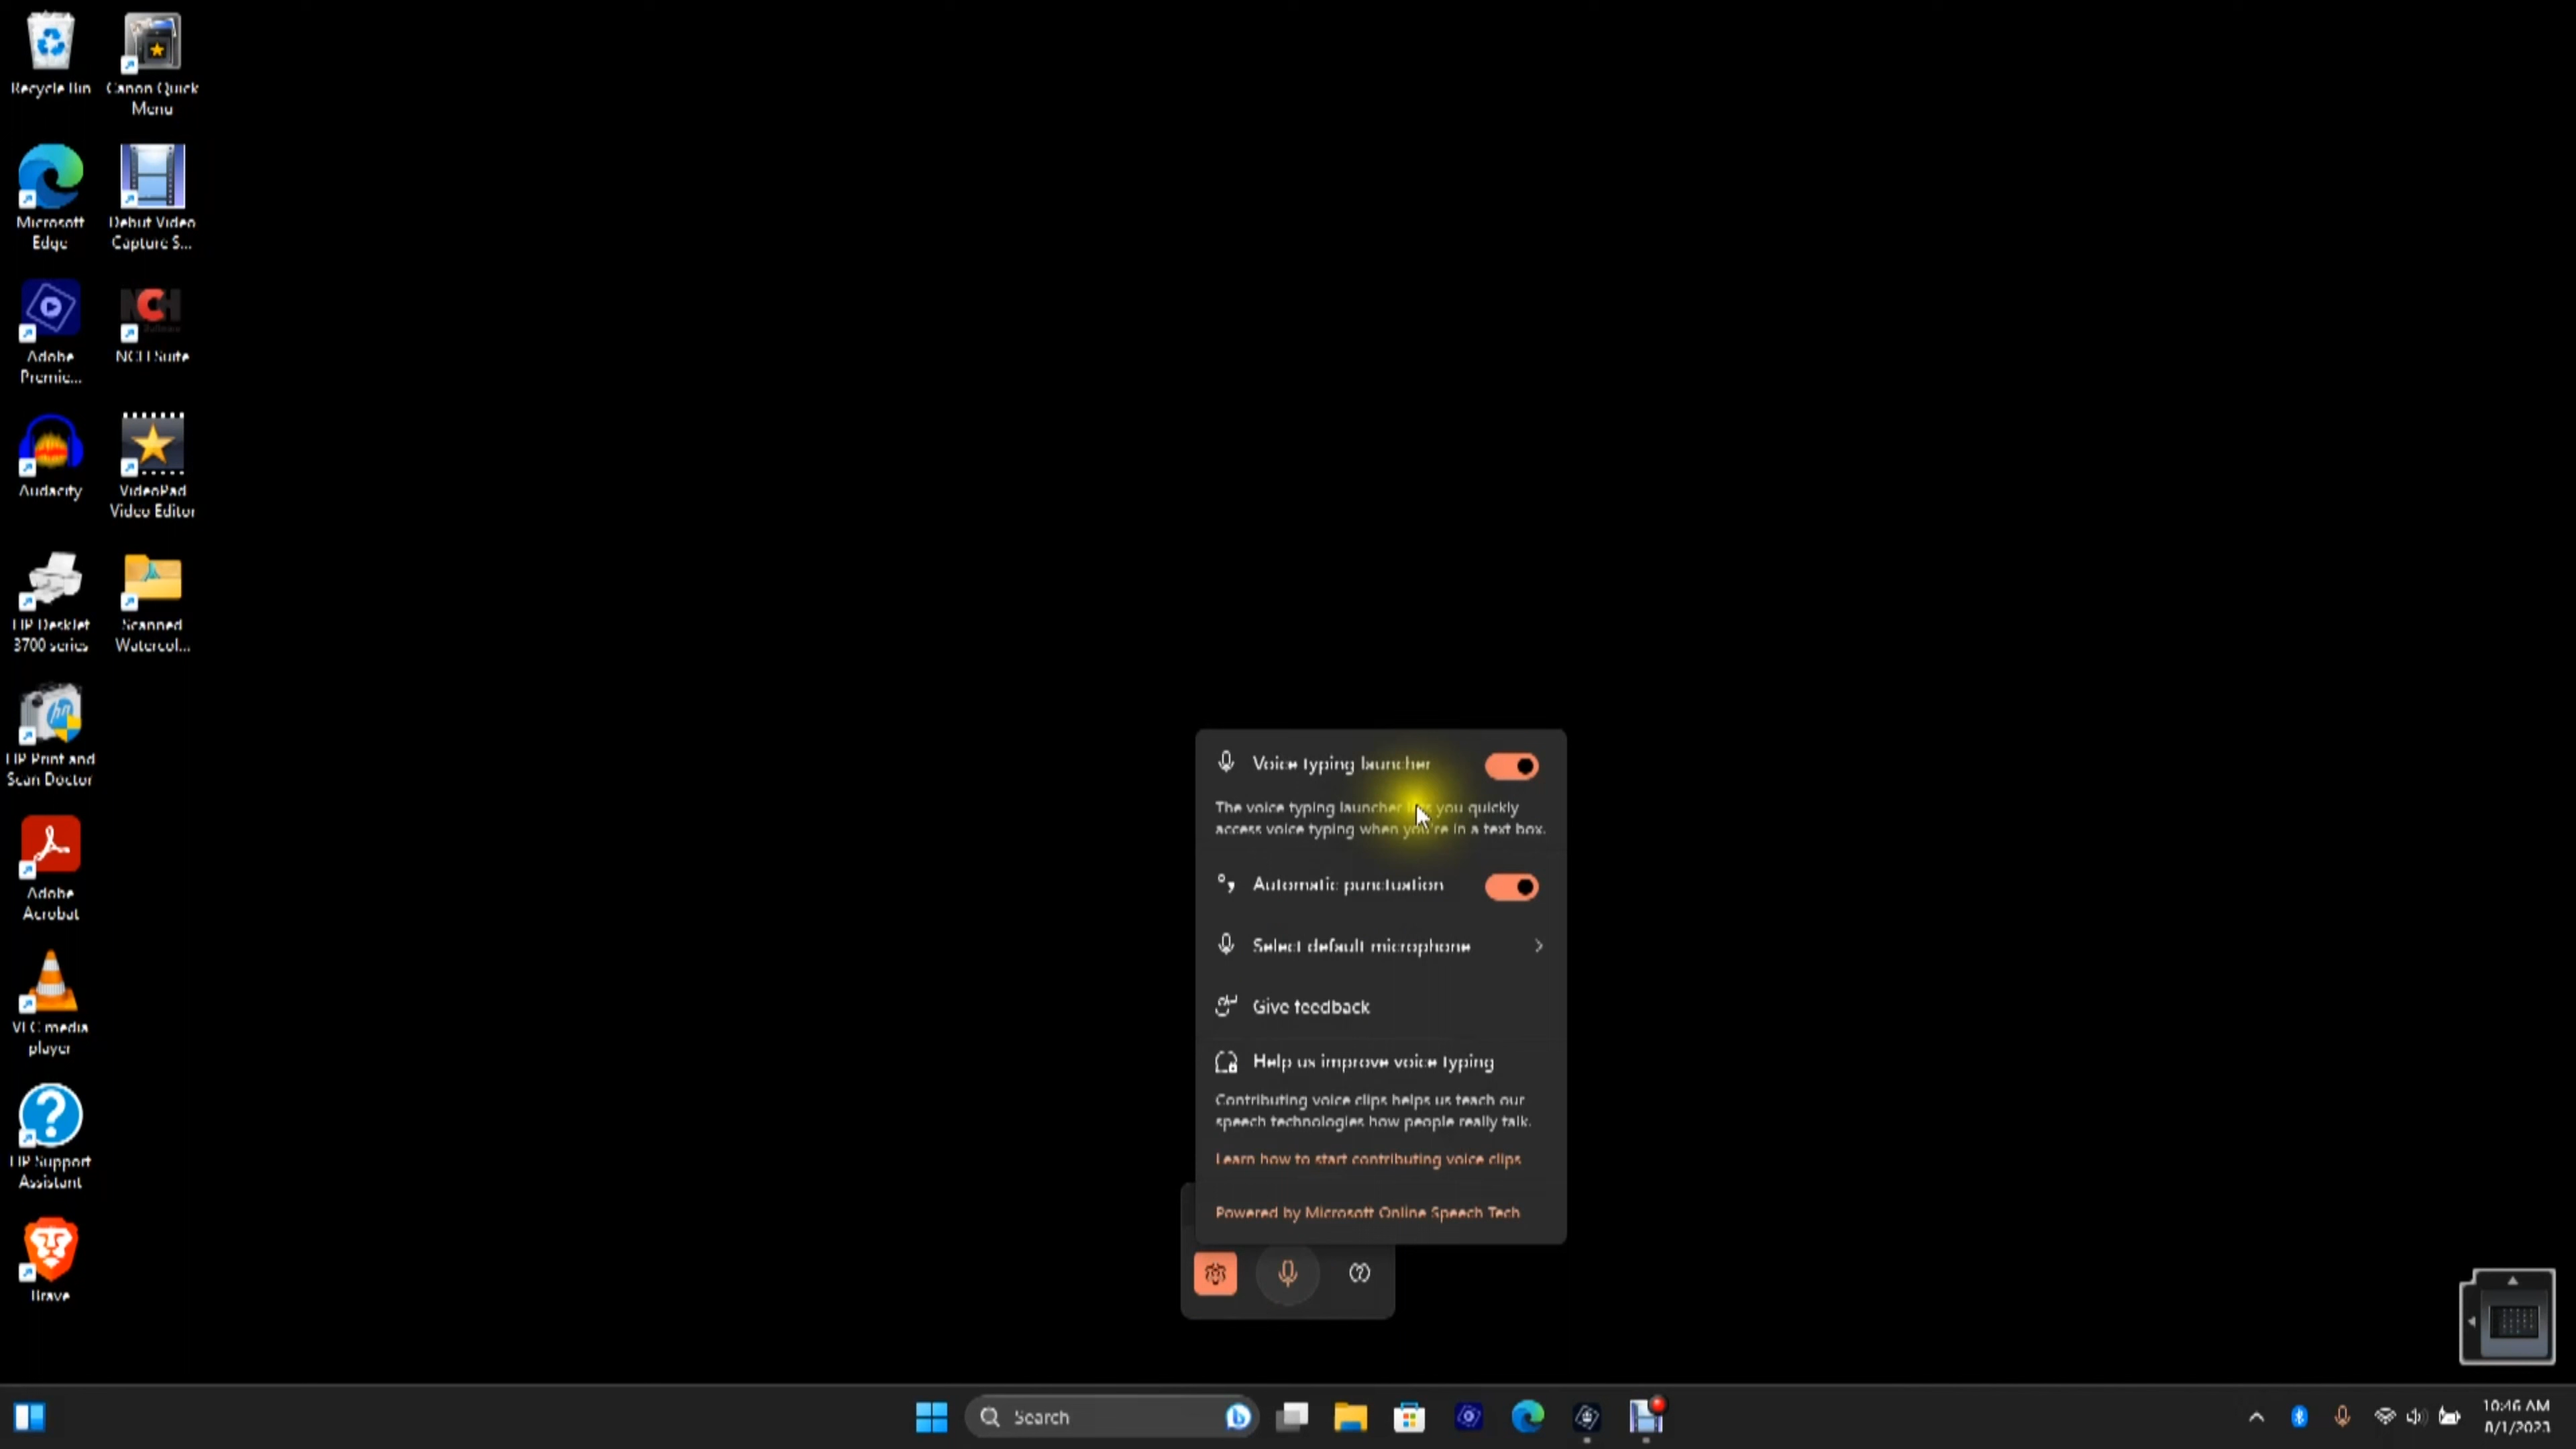 Recycle Bin
Canon Quick
Menu
Microsoft
Edge
Debut Video
Capture S...
Adobe
Premie...
NCH Suite
Audacity
VideoPad
Video Editor
HP DeskJet
3700 series
Scanned
Watercol...
HP Print and
Scan Doctor
Adobe
Acrobat
VLC media
player
HP Support
Assistant
Brave
Voice typing launcher
The voice typing launcher lets you quickly
access voice typing when you're in a text box.
Automatic punctuation
Select default microphone
Give feedback
Help us improve voice typing
Contributing voice clips helps us teach our
speech technologies how people really talk.
Learn how to start contributing voice clips
Powered by Microsoft Online Speech Tech
Search
10:46 AM
8/1/2023